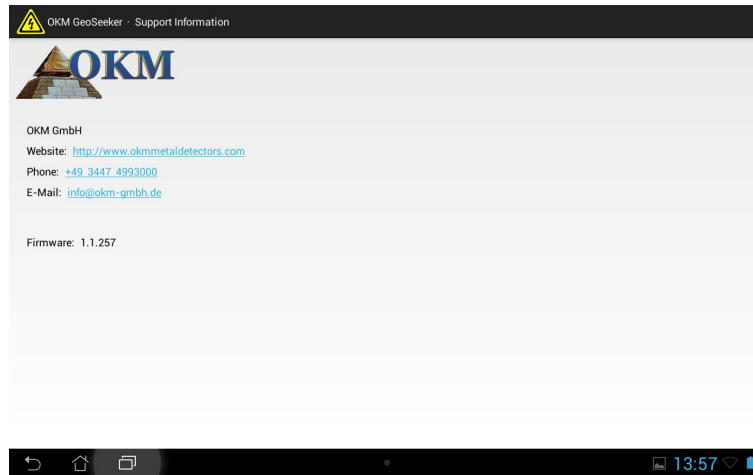 OKM GeoSeeker · Support Information
OKM
OKM GmbH
Website: http://www.okmmetaldetectors.com
Phone: +49 3447 4993000
E-Mail: info@okm-gmbh.de
Firmware: 1.1.257
13:57